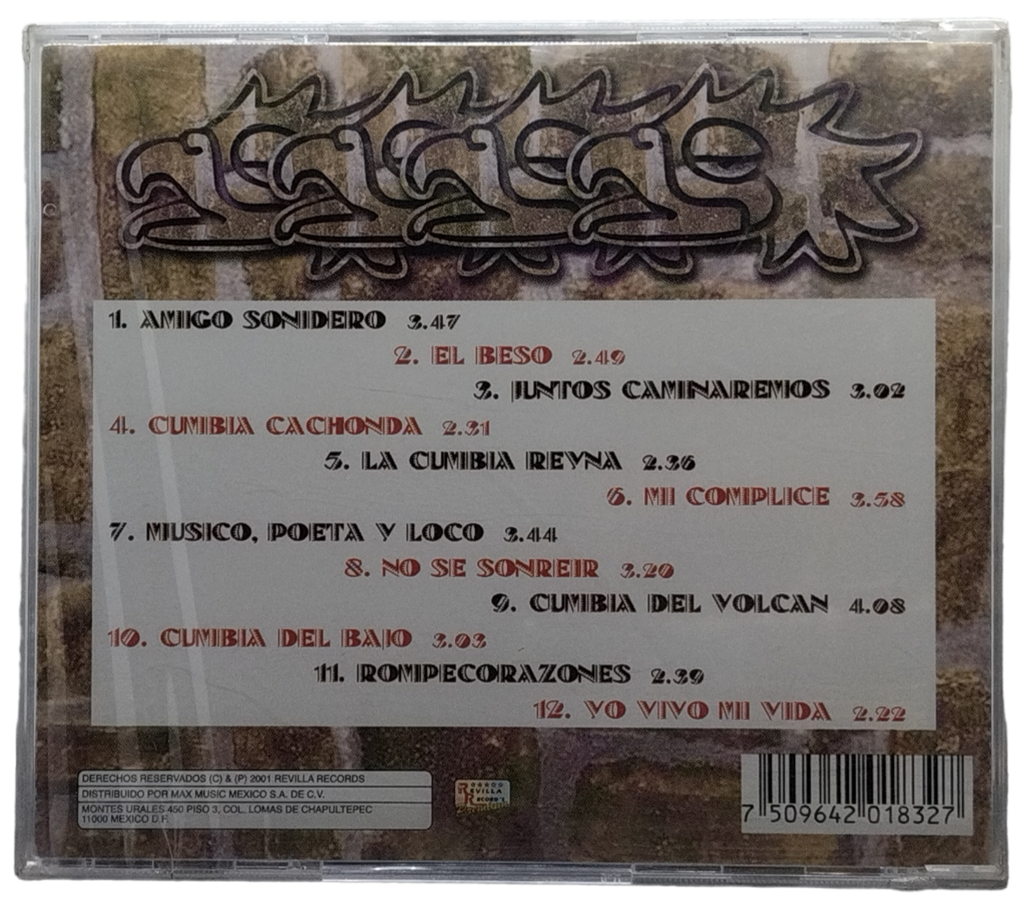 1. AMIGO SONIDERO 3.47
2. EL BESO 2.49
3. JUNTOS CAMINAREMOS 3.02
4. CUMBIA CACHONDA 2.31
5. LA CUMBIA REYNA 2.36
6. MI COMPLICE 3.58
7. MUSICO, POETA Y LOCO 3.44
8. NO SE SONREIR 3.20
9. CUMBIA DEL VOLCAN 4.08
10. CUMBIA DEL BAJO 3.03
11. ROMPECORAZONES 2.39
12. YO VIVO MI VIDA 2.22
DERECHOS RESERVADOS (C) & (P) 2001 REVILLA RECORDS
DISTRIBUIDO POR MAX MUSIC MEXICO S.A. DE C.V.
MONTES URALES 450 PISO 3, COL. LOMAS DE CHAPULTEPEC
11000 MEXICO D.F.
REVILLA
RECORD'S
7 509642 018327